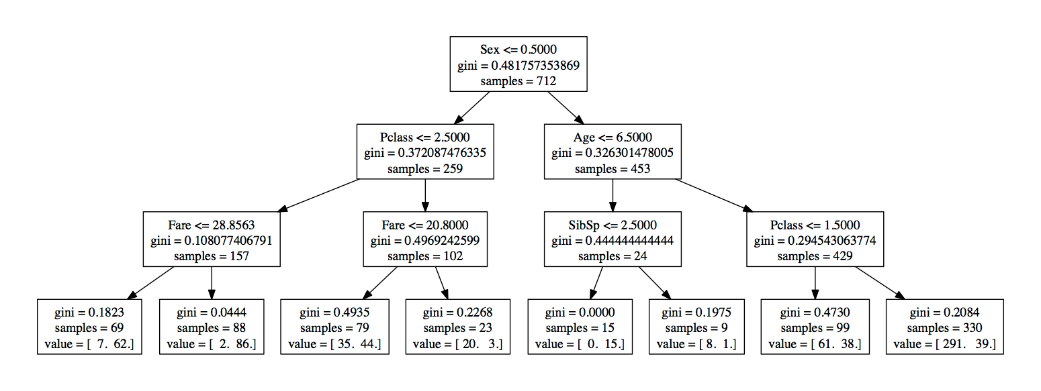 Sex <= 0.5000
gini = 0.481757353869
samples = 712
Pclass <= 2.5000
gini = 0.372087476335
samples = 259
Age <= 6.5000
gini = 0.326301478005
samples = 453
Fare <= 28.8563
gini = 0.108077406791
samples = 157
Fare <= 20.8000
gini = 0.4969242599
samples = 102
SibSp <= 2.5000
gini = 0.444444444444
samples = 24
Pclass <= 1.5000
gini = 0.294543063774
samples = 429
gini = 0.1823
samples = 69
value = [ 7. 62.]
gini = 0.0444
samples = 88
value = [ 2. 86.]
gini = 0.4935
samples = 79
value = [ 35. 44.]
gini = 0.2268
samples = 23
value = [ 20. 3.]
gini = 0.0000
samples = 15
value = [ 0. 15.]
gini = 0.1975
samples = 9
value = [ 8. 1.]
gini = 0.4730
samples = 99
value = [ 61. 38.]
gini = 0.2084
samples = 330
value = [ 291. 39.]